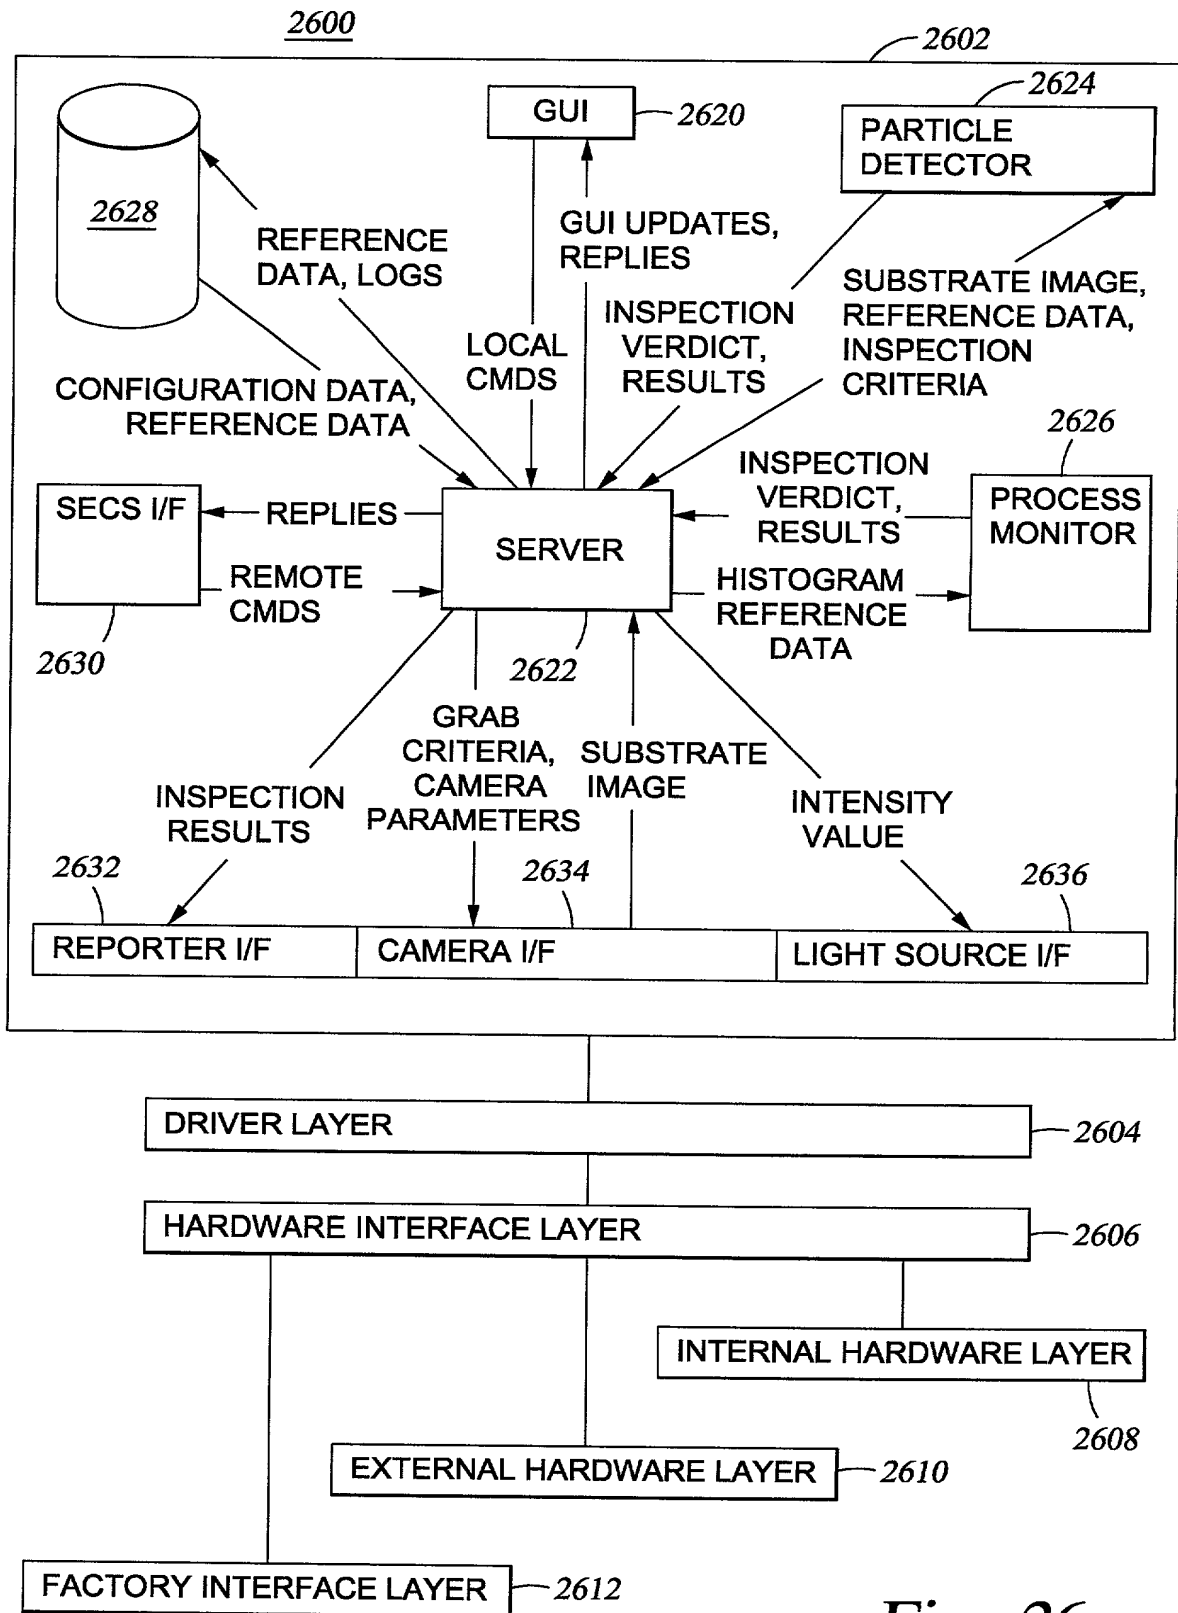 2600
2602
2624
GUI
2620
PARTICLE
DETECTOR
2628
REFERENCE
DATA, LOGS
GUI UPDATES,
REPLIES
SUBSTRATE IMAGE,
REFERENCE DATA,
INSPECTION
CRITERIA
INSPECTION
VERDICT,
RESULTS
LOCAL
CMDS
CONFIGURATION DATA,
REFERENCE DATA
2626
SECS I/F
REPLIES
REMOTE
CMDS
2630
SERVER
2622
INSPECTION
VERDICT,
RESULTS
HISTOGRAM
REFERENCE
DATA
PROCESS
MONITOR
INSPECTION
RESULTS
GRAB
CRITERIA,
CAMERA
PARAMETERS
SUBSTRATE
IMAGE
INTENSITY
VALUE
2632
2634
2636
REPORTER I/F
CAMERA I/F
LIGHT SOURCE I/F
DRIVER LAYER
2604
HARDWARE INTERFACE LAYER
2606
INTERNAL HARDWARE LAYER
2608
EXTERNAL HARDWARE LAYER
2610
FACTORY INTERFACE LAYER
2612
Fig. 26